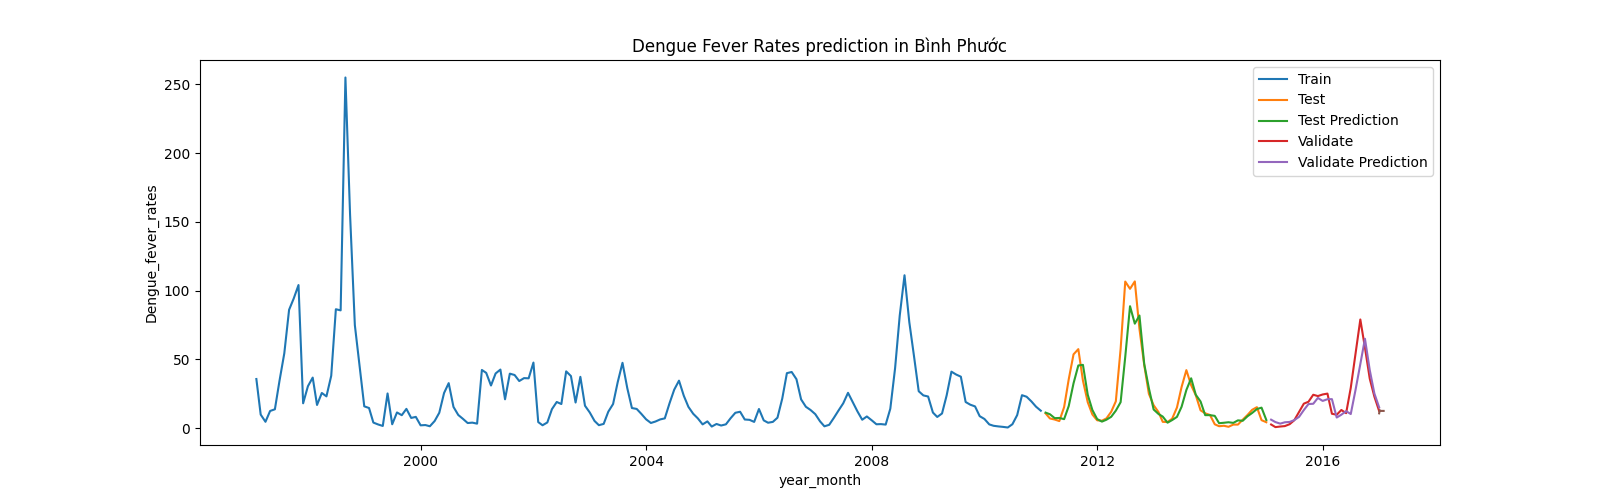 Dengue Fever Rates prediction in Bình Phước
Dengue_fever_rates
250
200
150
100
50
0
2000
2004
2008
2012
2016
year_month
Train
Test
Test Prediction
Validate
Validate Prediction